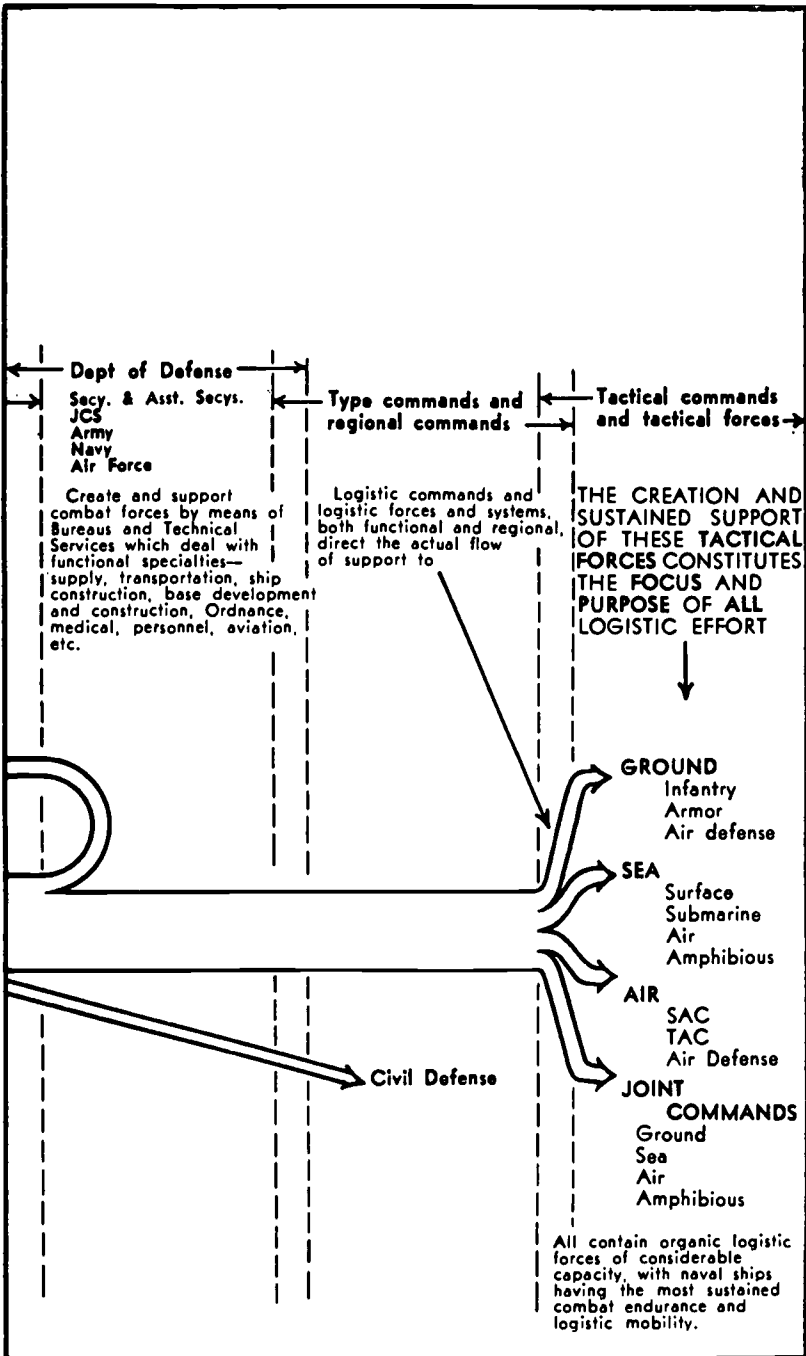 Dept of Defense
Secy. & Asst. Secys.
JCS
Army
Navy
Air Force
Create and support
combat forces by means of
Bureaus and Technical
Services which deal with
functional specialties—
supply, transportation, ship
construction, base development
and construction, Ordnance,
medical, personnel, aviation,
etc.
Type commands and
regional commands
Logistic commands and
logistic forces and systems,
both functional and regional,
direct the actual flow
of support to
Tactical commands
and tactical forces
THE CREATION AND
SUSTAINED SUPPORT
OF THESE TACTICAL
FORCES CONSTITUTES
THE FOCUS AND
PURPOSE OF ALL
LOGISTIC EFFORT
GROUND
Infantry
Armor
Air defense
SEA
Surface
Submarine
Air
Amphibious
AIR
SAC
TAC
Air Defense
Civil Defense
JOINT
COMMANDS
Ground
Sea
Air
Amphibious
All contain organic logistic
forces of considerable
capacity, with naval ships
having the most sustained
combat endurance and
logistic mobility.